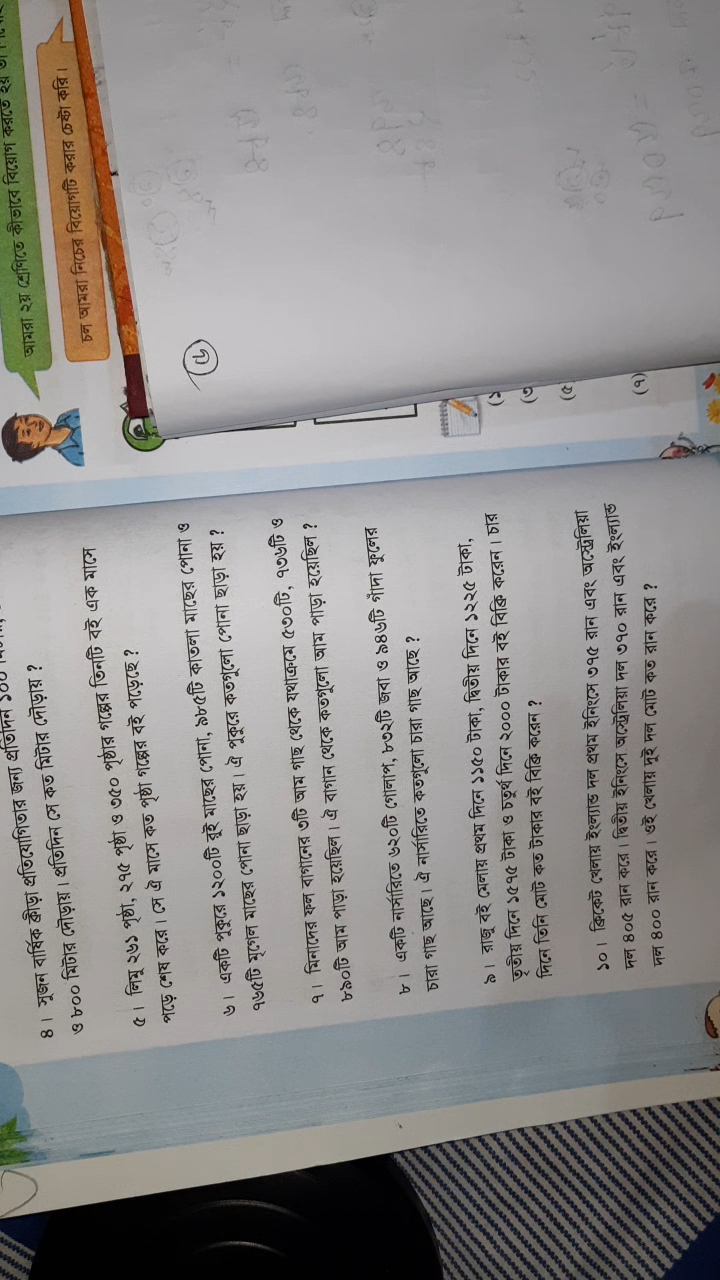 ৪। সুজন বার্ষিক ক্রীড়া প্রতিযোগিতার জন্য প্রতিদিন ১০০
ও ৮০০ মিটার দৌড়ায়। প্রতিদিন সে কত মিটার দৌড়ায়?
৫। লিমু ২৬১ পৃষ্ঠা, ২৭৫ পৃষ্ঠা ও ৩৫০ পৃষ্ঠার গল্পের তিনটি বই এক মাসে
পড়ে শেষ করে। সে ঐ মাসে কত পৃষ্ঠা গল্পের বই পড়েছে?
৬। একটি পুকুরে ১২০০টি রুই মাছের পোনা, ৯৮৫টি কাতলা মাছের পোনা ও
৭৬৫টি মৃগেল মাছের পোনা ছাড়া হয়। ঐ পুকুরে কতগুলো পোনা ছাড়া হয়?
৭। মিনাদের ফল বাগানের ৩টি আম গাছ থেকে যথাক্রমে ৫৩০টি, ৭৩৬টি ও
৮৯০টি আম পাড়া হয়েছিল। ঐ বাগান থেকে কতগুলো আম পাড়া হয়েছিল?
৮। একটি নার্সারিতে ৬২০টি গোলাপ, ৮৩২টি জবা ও ৯৪৬টি গাঁদা ফুলের
চারা গাছ আছে। ঐ নার্সারিতে কতগুলো চারা গাছ আছে?
৯। রাজু বই মেলায় প্রথম দিনে ১১৫০ টাকা, দ্বিতীয় দিনে ১২২৫ টাকা,
তৃতীয় দিনে ১৫৭৫ টাকা ও চতুর্থ দিনে ২০০০ টাকার বই বিক্রি করেন। চার
দিনে তিনি মোট কত টাকার বই বিক্রি করেন?
১০। ক্রিকেট খেলায় ইংল্যান্ড দল প্রথম ইনিংসে ৩৭৫ রান এবং অস্ট্রেলিয়া
দল ৪০৫ রান করে। দ্বিতীয় ইনিংসে অস্ট্রেলিয়া দল ৩৭০ রান এবং ইংল্যান্ড
দল ৪০০ রান করে। ওই খেলায় দুই দল মোট কত রান করে?
আমরা ২য় শ্রেণিতে কীভাবে বিয়োগ করতে হয় তা
চল আমরা নিচের বিয়োগটি করার চেষ্টা করি।
(১
(৩
(৫
(৭)